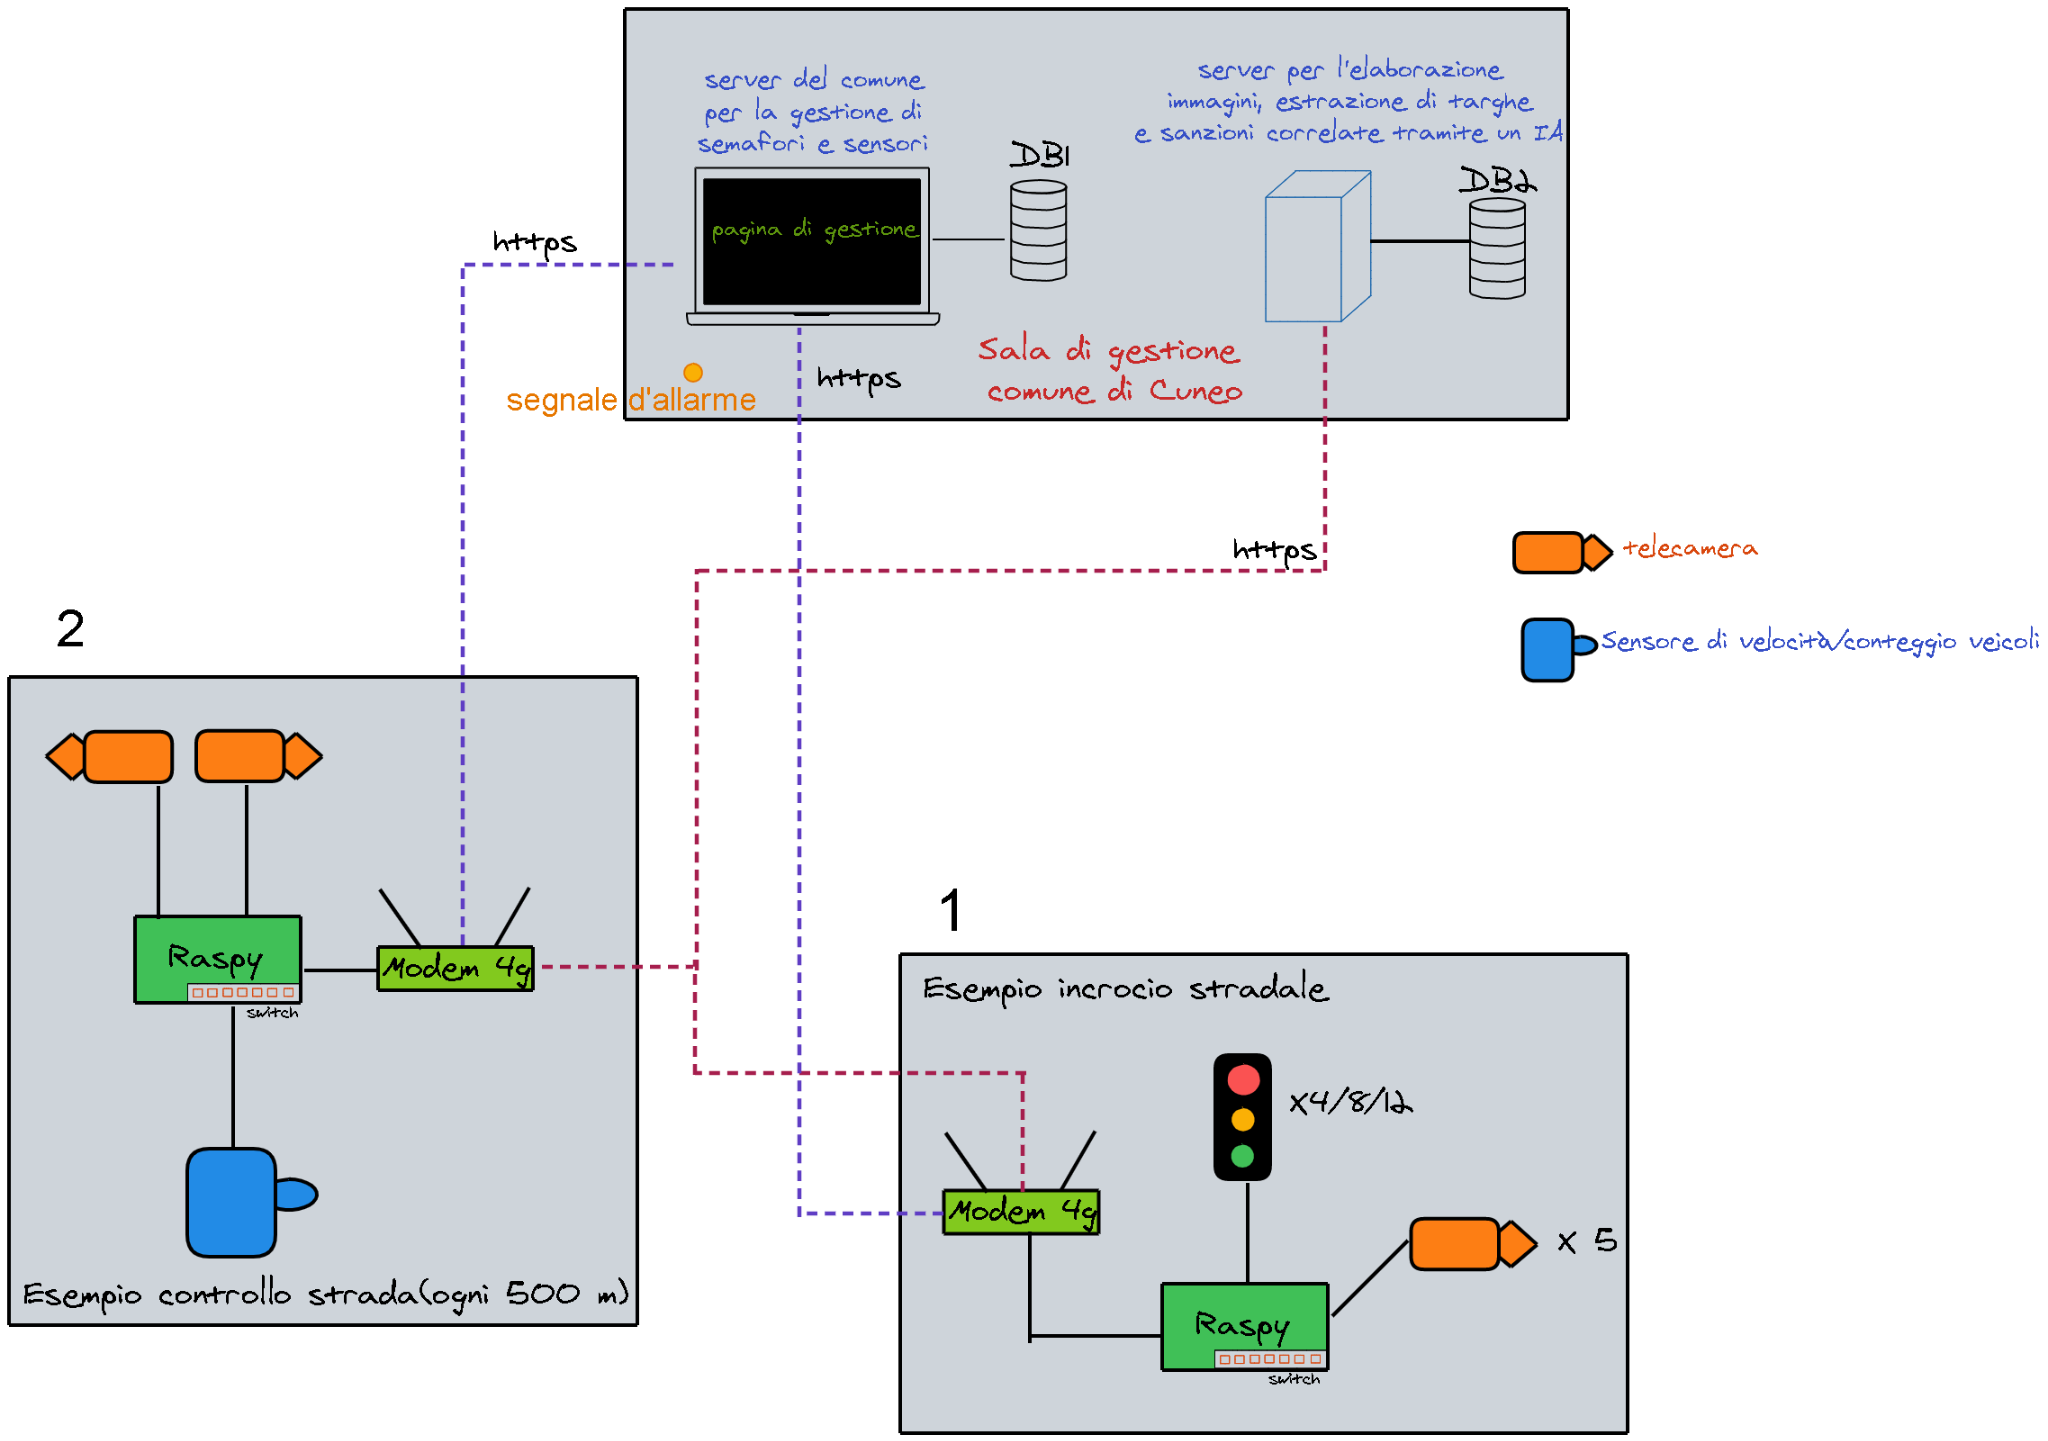 server del comune
per la gestione di
semafori e sensori
server per l'elaborazione
immagini, estrazione di targhe
e sanzioni correlate tramite un IA
DB1
DB2
pagina di gestione
https
https
Sala di gestione
comune di Cuneo
segnale d'allarme
https
telecamera
Sensore di velocità/conteggio veicoli
2
Raspy
switch
Modem 4g
Esempio controllo strada(ogni 500 m)
1
Esempio incrocio stradale
x4/8/12
Modem 4g
x 5
Raspy
switch